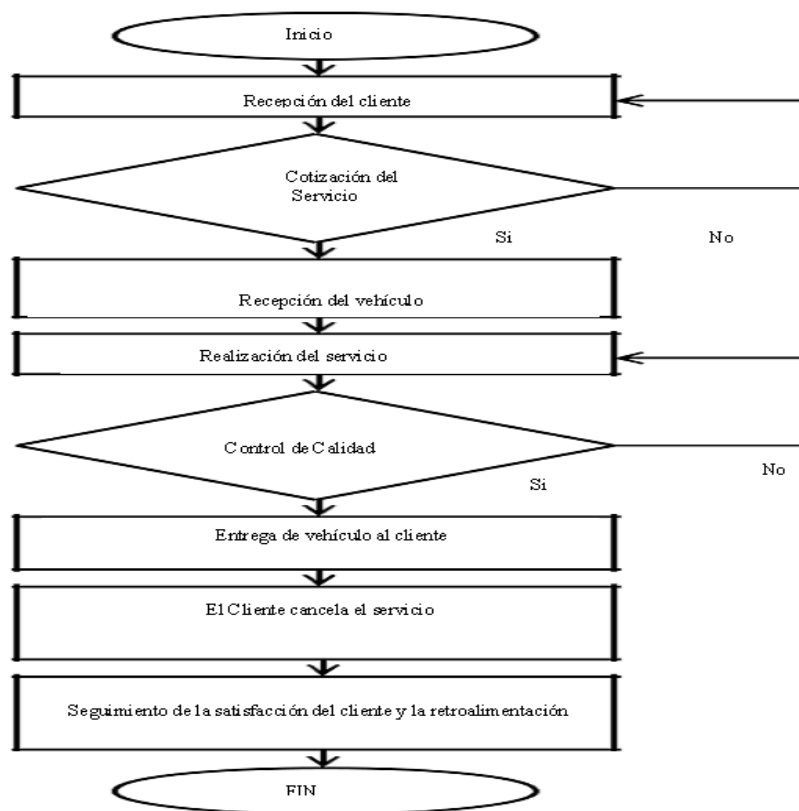 Inicio
Recepción del cliente
Cotización del
Servicio
Si
No
Recepción del vehículo
Realización del servicio
Control de Calidad
Si
No
Entrega de vehículo al cliente
El Cliente cancela el servicio
Seguimiento de la satisfacción del cliente y la retroalimentación
FIN